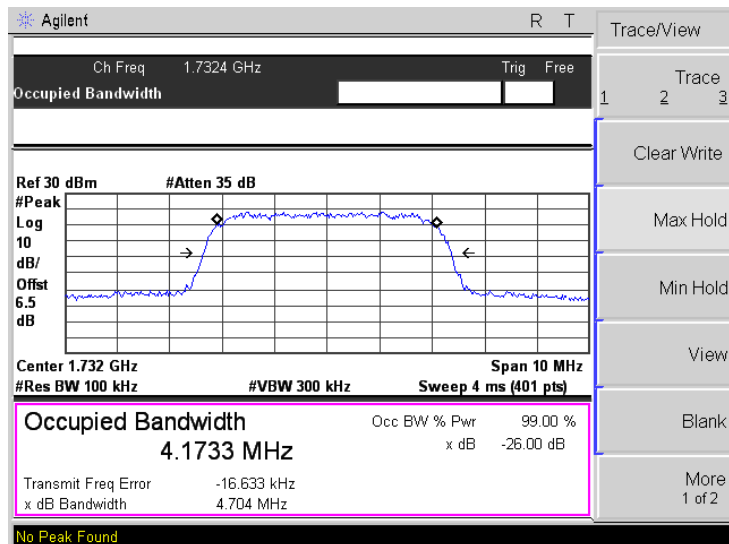 Agilent R T
Ch Freq 1.7324 GHz Trig Free
Occupied Bandwidth
Ref 30 dBm #Atten 35 dB
#Peak
Log
10
dB/
Offst
6.5
dB
Center 1.732 GHz Span 10 MHz
#Res BW 100 kHz #VBW 300 kHz Sweep 4 ms (401 pts)
Occupied Bandwidth Occ BW % Pwr 99.00 %
4.1733 MHz x dB -26.00 dB
Transmit Freq Error -16.633 kHz
x dB Bandwidth 4.704 MHz
No Peak Found
Trace/View
Trace
1 2 3
Clear Write
Max Hold
Min Hold
View
Blank
More
1 of 2